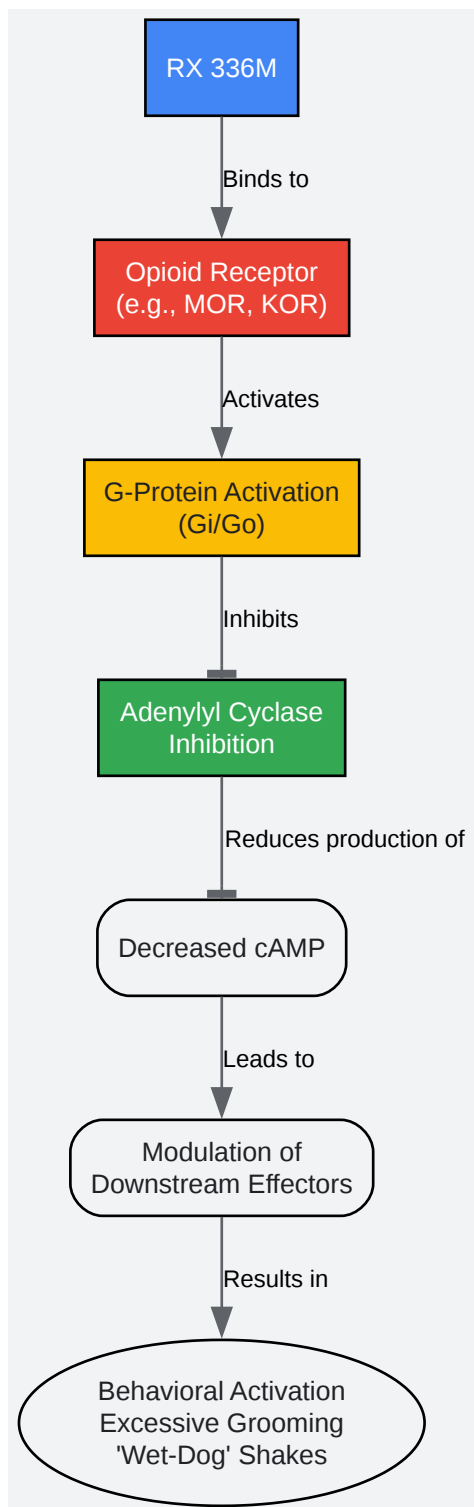 RX 336M
Binds to
Opioid Receptor
(e.g., MOR, KOR)
Activates
G-Protein Activation
(Gi/Go)
Inhibits
Adenylyl Cyclase
Inhibition
Reduces production of
Decreased cAMP
Leads to
Modulation of
Downstream Effectors
Results in
Behavioral Activation
Excessive Grooming
'Wet-Dog' Shakes